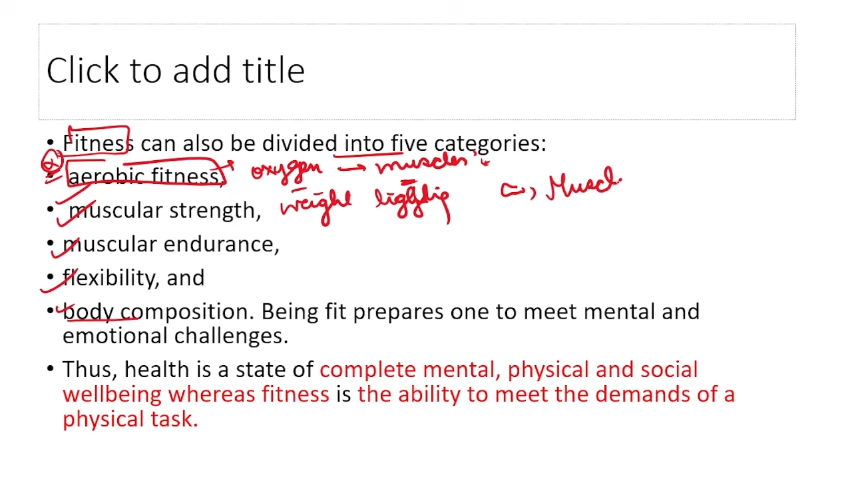 Click to add title
• Fitness can also be divided into five categories:
• aerobic fitness, oxygen → muscles
• muscular strength, weight Muscl
• muscular endurance,
• flexibility, and
• body composition. Being fit prepares one to meet mental and
emotional challenges.
• Thus, health is a state of complete mental, physical and social
wellbeing whereas fitness is the ability to meet the demands of a
physical task.